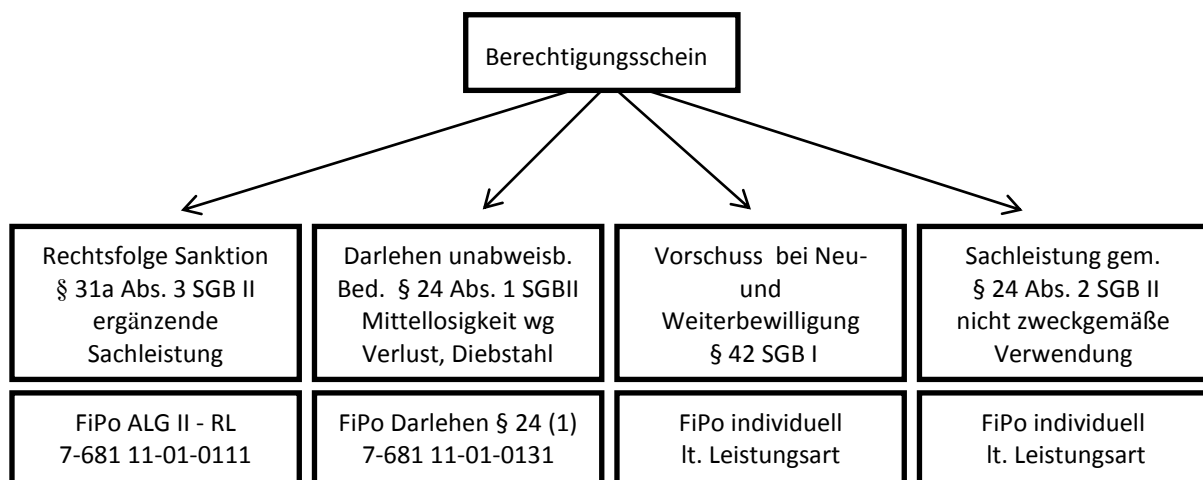 Berechtigungsschein
Rechtsfolge Sanktion
§ 31a Abs. 3 SGB II
ergänzende
Sachleistung
Darlehen unabweisb.
Bed. § 24 Abs. 1 SGBII
Mittellosigkeit wg
Verlust, Diebstahl
Vorschuss bei Neu-
und
Weiterbewilligung
§ 42 SGB I
Sachleistung gem.
§ 24 Abs. 2 SGB II
nicht zweckgemäße
Verwendung
FiPo ALG II - RL
7-681 11-01-0111
FiPo Darlehen § 24 (1)
7-681 11-01-0131
FiPo individuell
lt. Leistungsart
FiPo individuell
lt. Leistungsart